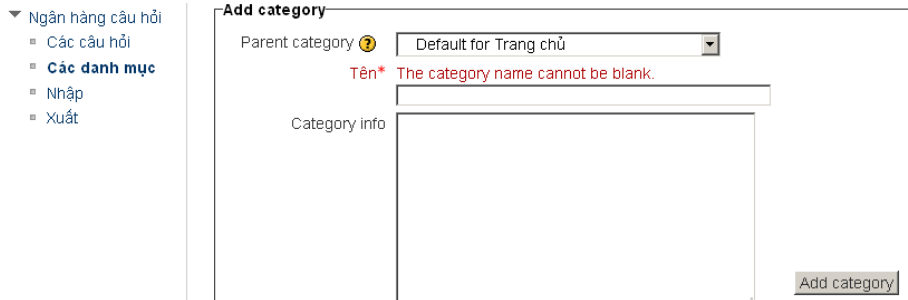 Ngân hàng câu hỏi
Các câu hỏi
Các danh mục
Nhập
Xuất
Add category
Parent category
Default for Trang chủ
Tên* The category name cannot be blank.
Category info
Add category